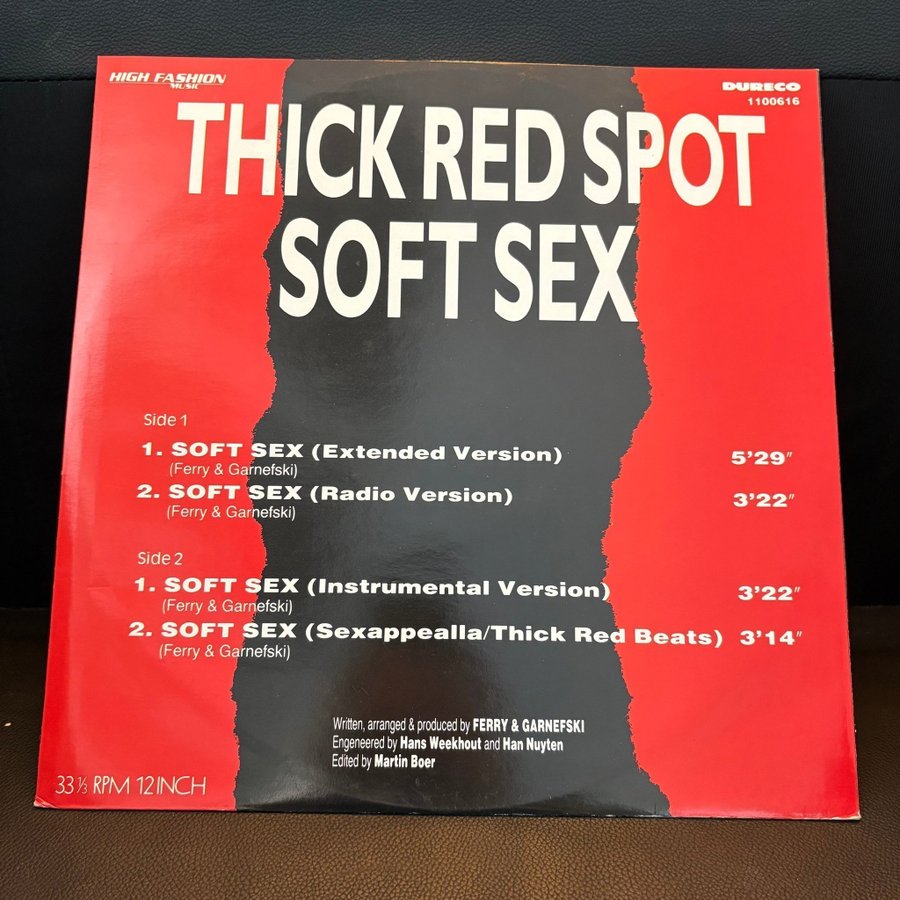 HIGH FASHION
MUSIC
DURECO
1100616
THICK RED SPOT
SOFT SEX
Side 1
1. SOFT SEX (Extended Version) 5'29"
(Ferry & Garnefski)
2. SOFT SEX (Radio Version) 3'22"
(Ferry & Garnefski)
Side 2
1. SOFT SEX (Instrumental Version) 3'22"
(Ferry & Garnefski)
2. SOFT SEX (Sexappealla/Thick Red Beats) 3'14"
(Ferry & Garnefski)
Written, arranged & produced by FERRY & GARNEFSKI
Engeneered by Hans Weekhout and Han Nuyten
Edited by Martin Boer
33 1/3 RPM 12INCH